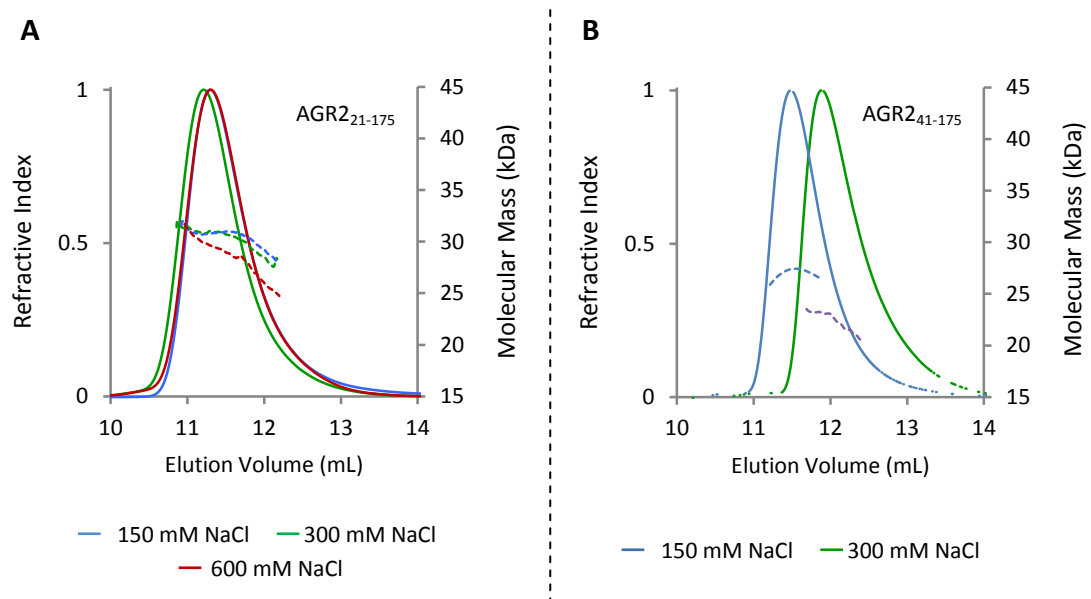 A
Refractive Index
1
0.5
0
AGR2₂₁₋₁₇₅
45
40
35
30
25
20
15
Molecular Mass (kDa)
10 11 12 13 14
Elution Volume (mL)
150 mM NaCl 300 mM NaCl
600 mM NaCl
B
Refractive Index
1
0.5
0
AGR2₄₁₋₁₇₅
45
40
35
30
25
20
15
Molecular Mass (kDa)
10 11 12 13 14
Elution Volume (mL)
150 mM NaCl 300 mM NaCl